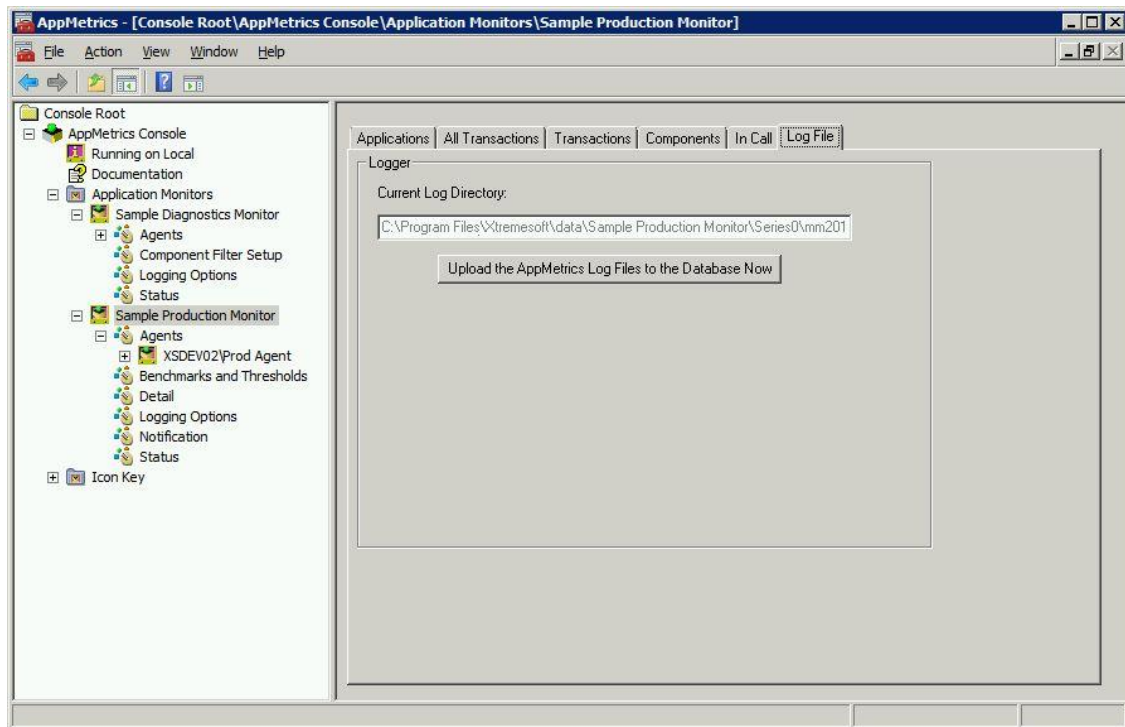 AppMetrics - [Console Root\AppMetrics Console\Application Monitors\Sample Production Monitor]
File Action View Window Help
Console Root
AppMetrics Console
Running on Local
Documentation
Application Monitors
Sample Diagnostics Monitor
Agents
Component Filter Setup
Logging Options
Status
Sample Production Monitor
Agents
XSDEV02\Prod Agent
Benchmarks and Thresholds
Detail
Logging Options
Notification
Status
Icon Key
Applications All Transactions Transactions Components In Call Log File
Logger
Current Log Directory:
C:\Program Files\Xtremesoft\data\Sample Production Monitor\Series0\mm201
Upload the AppMetrics Log Files to the Database Now